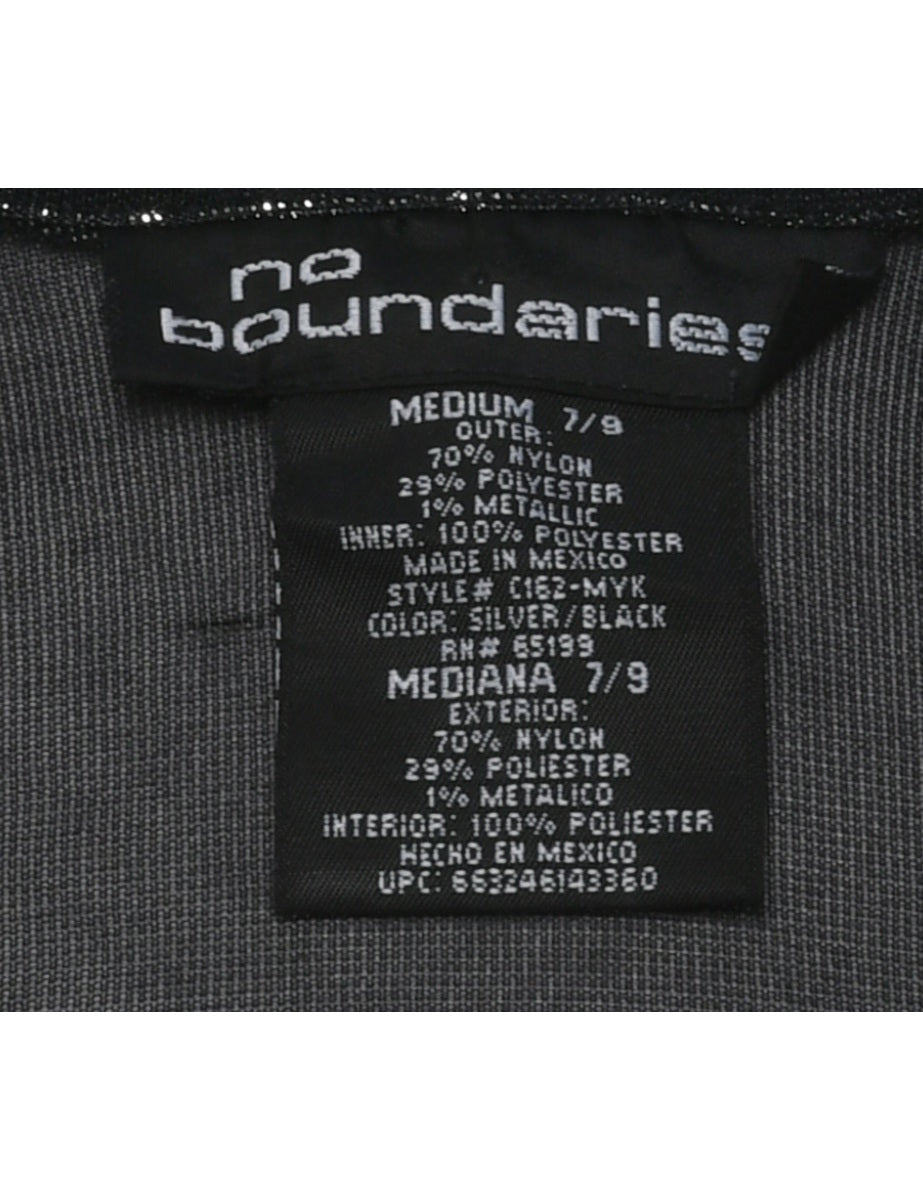 no
boundaries
MEDIUM 7/9
OUTER:
70% NYLON
29% POLYESTER
1% METALLIC
INNER: 100% POLYESTER
MADE IN MEXICO
STYLE# C162-MYK
COLOR: SILVER/BLACK
RN# 65199
MEDIANA 7/9
EXTERIOR:
70% NYLON
29% POLIESTER
1% METALICO
INTERIOR: 100% POLIESTER
HECHO EN MEXICO
UPC: 663246143360